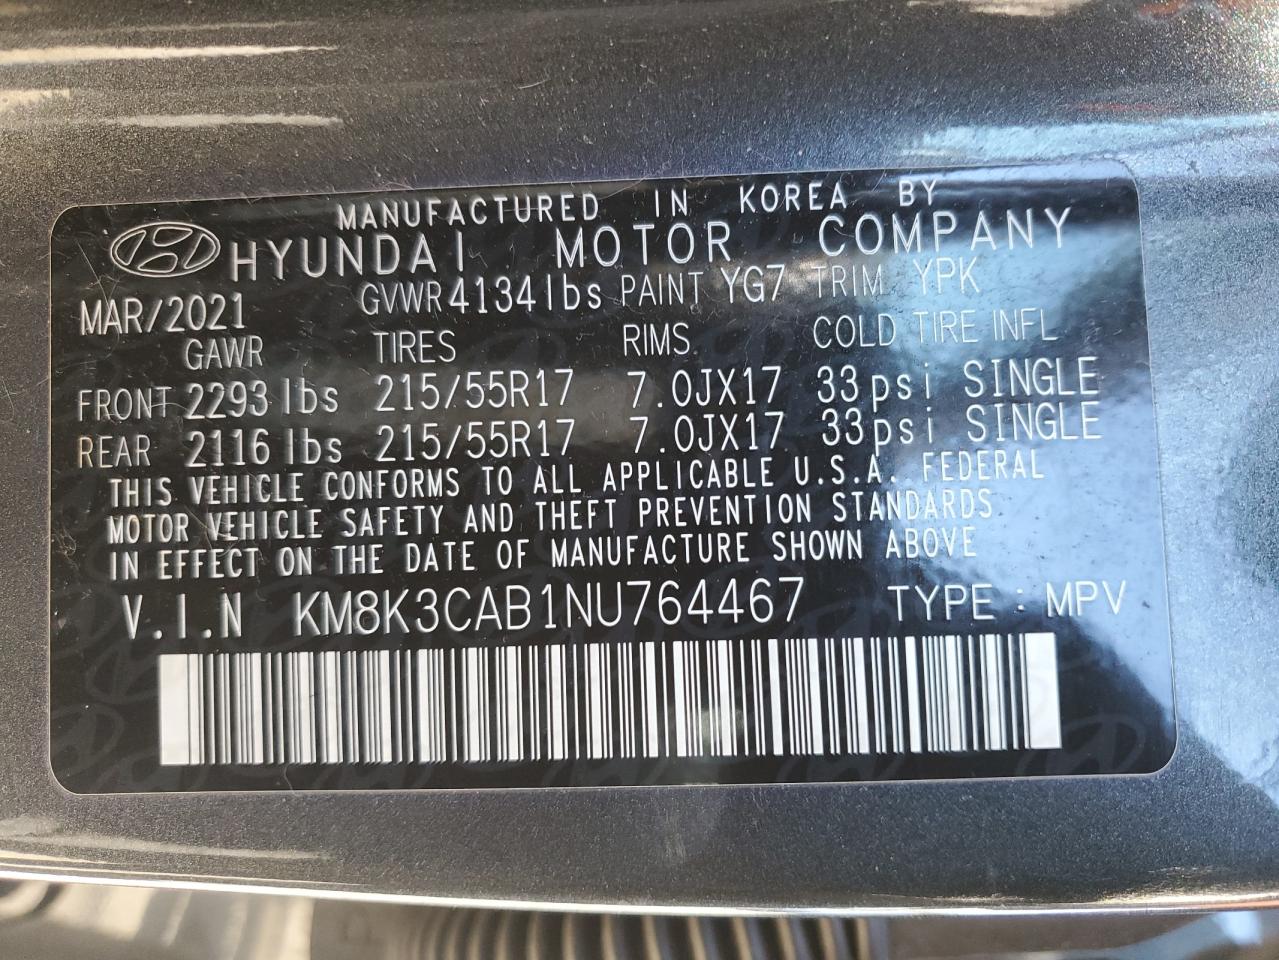 MANUFACTURED IN KOREA BY
HYUNDAI MOTOR COMPANY
MAR/2021 GVWR 4134lbs PAINT YG7 TRIM YPK
GAWR TIRES RIMS COLD TIRE INFL
FRONT 2293 lbs 215/55R17 7.0JX17 33psi SINGLE
REAR 2116 lbs 215/55R17 7.0JX17 33psi SINGLE
THIS VEHICLE CONFORMS TO ALL APPLICABLE U.S.A. FEDERAL
MOTOR VEHICLE SAFETY AND THEFT PREVENTION STANDARDS
IN EFFECT ON THE DATE OF MANUFACTURE SHOWN ABOVE
V.I.N KM8K3CAB1NU764467 TYPE : MPV